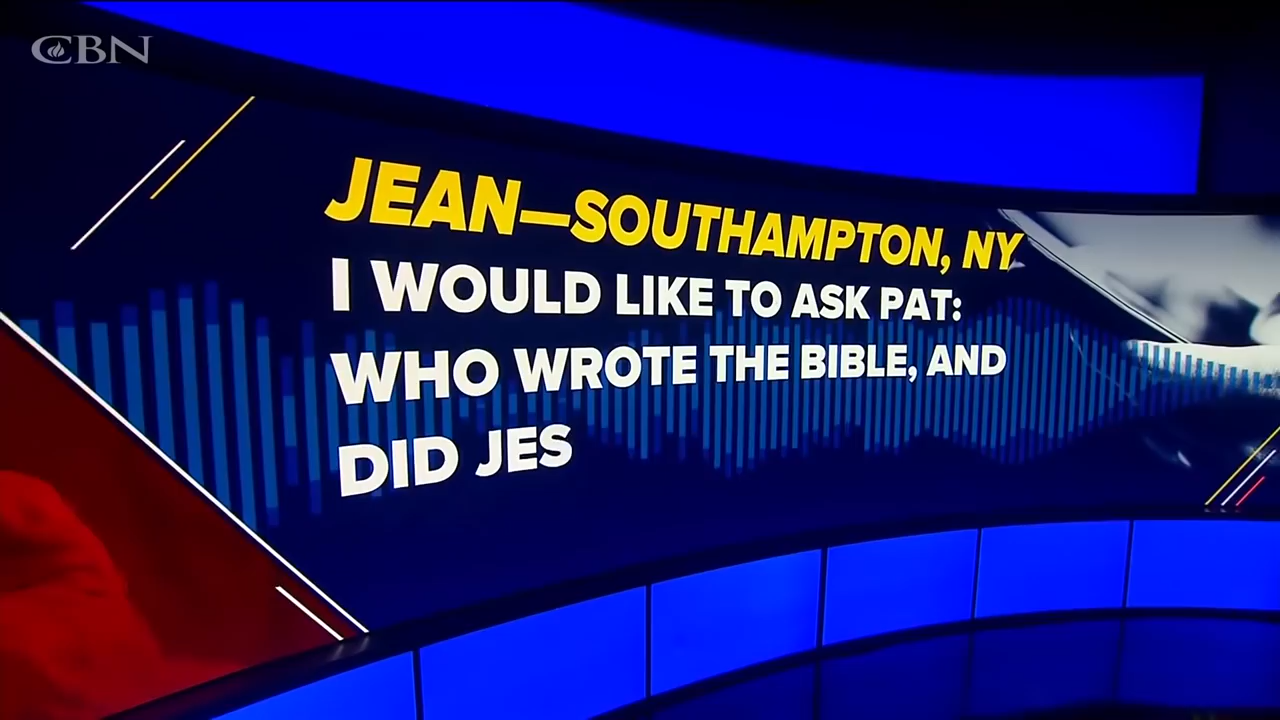 CBN
JEAN—SOUTHAMPTON, NY
I WOULD LIKE TO ASK PAT:
WHO WROTE THE BIBLE, AND
DID JES